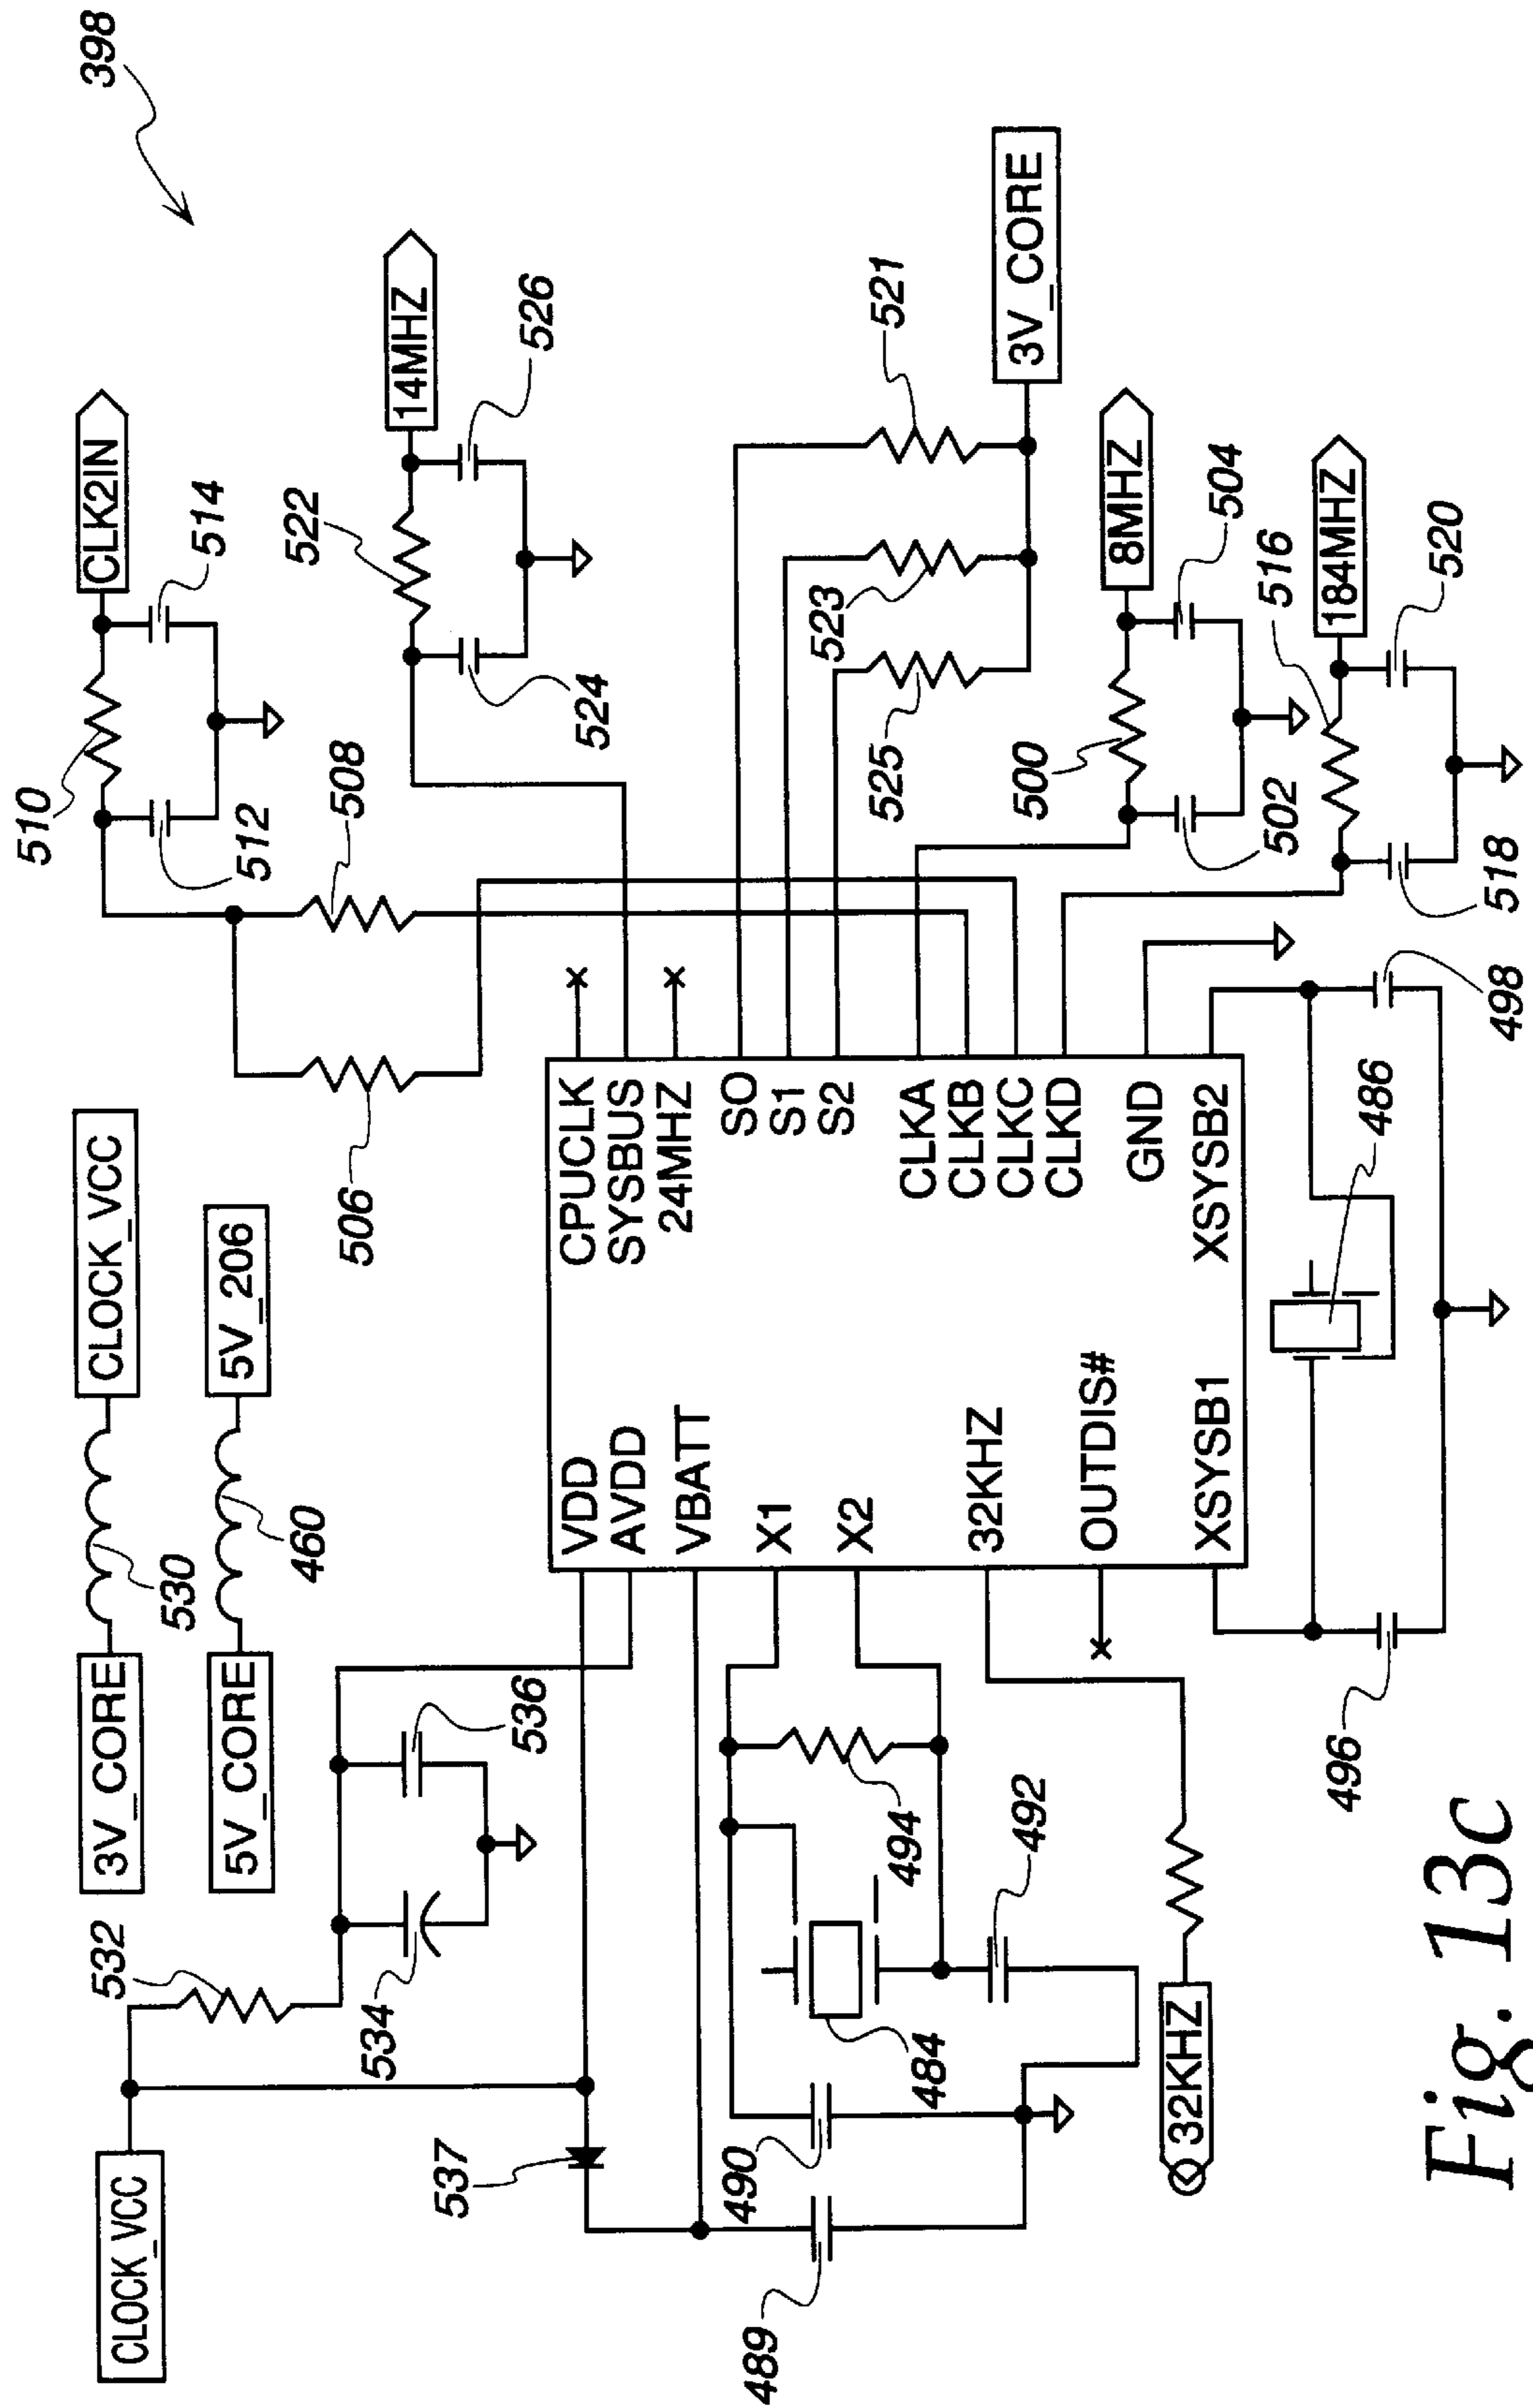 398
510
CLK2IN
514
512
508
506
522
14MHZ
526
524
3V_CORE
530
CLOCK_VCC
5V_CORE
460
5V_206
CLOCK_VCC
532
534
536
537
489
490
484
494
492
32KHZ
VDD
AVDD
VBATT
X1
X2
32KHZ
OUTDIS#
XSYSB1
CPUCLK
SYSBUS
24MHZ
SO
S1
S2
CLKA
CLKB
CLKC
CLKD
GND
XSYSB2
521
523
525
3V_CORE
500
8MHZ
504
502
516
184MHZ
520
518
498
486
496
Fig. 13c